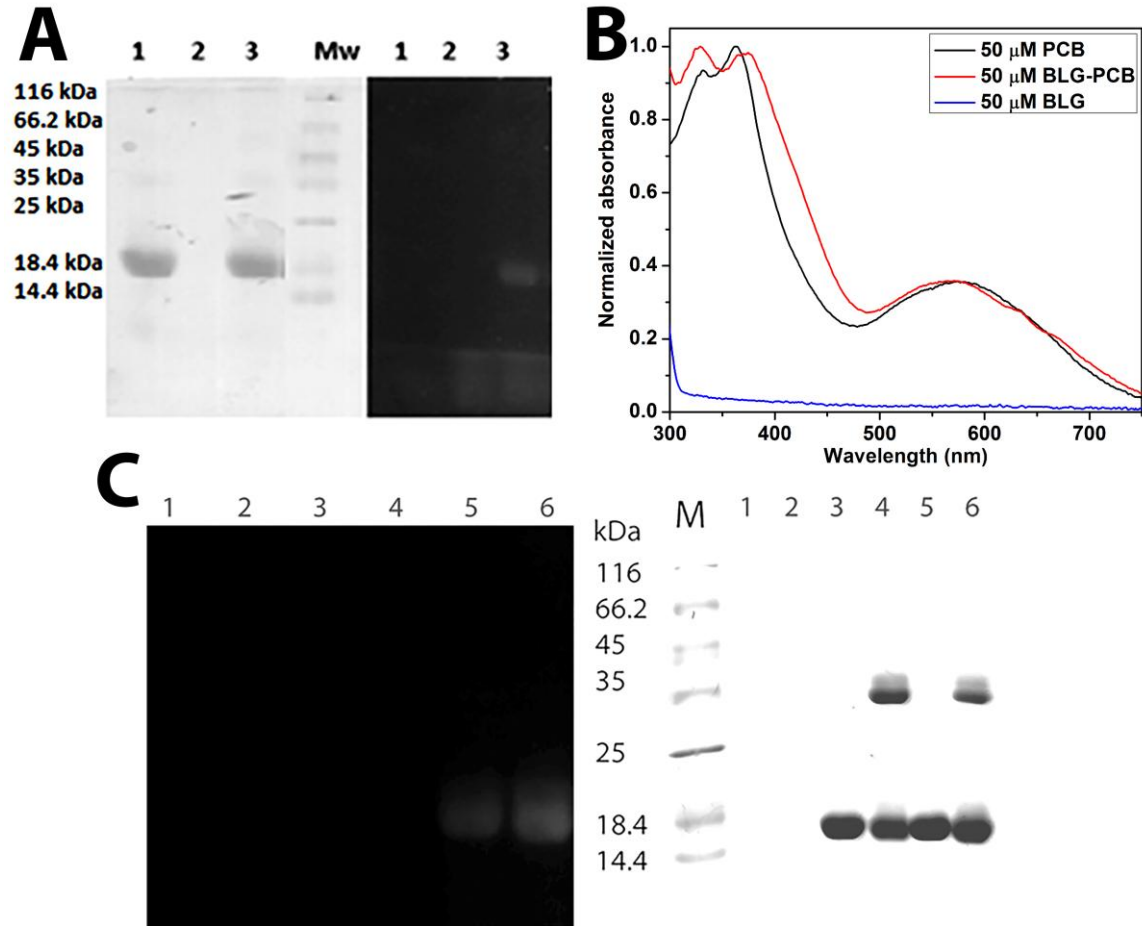 A
1 2 3 Mw 1 2 3
116 kDa
66.2 kDa
45 kDa
35 kDa
25 kDa
18.4 kDa
14.4 kDa
B
50 μM PCB
50 μM BLG-PCB
50 μM BLG
Normalized absorbance
1.0
0.8
0.6
0.4
0.2
0.0
300 400 500 600 700
Wavelength (nm)
C
1 2 3 4 5 6
kDa M 1 2 3 4 5 6
116
66.2
45
35
25
18.4
14.4